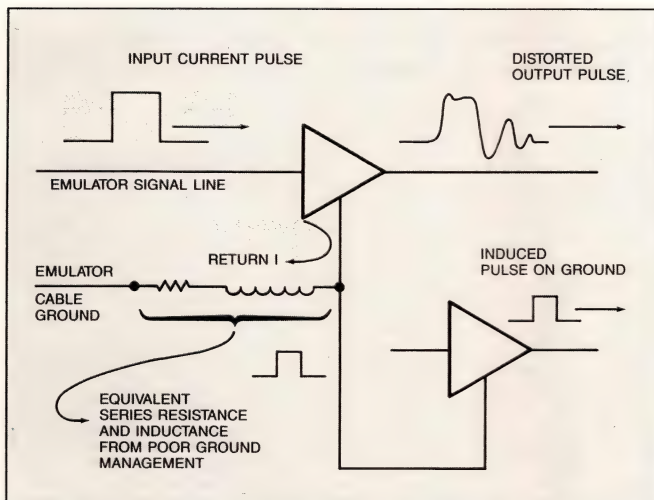 INPUT CURRENT PULSE
DISTORTED
OUTPUT PULSE
EMULATOR SIGNAL LINE
RETURN I
EMULATOR
CABLE
GROUND
INDUCED
PULSE ON GROUND
EQUIVALENT
SERIES RESISTANCE
AND INDUCTANCE
FROM POOR GROUND
MANAGEMENT